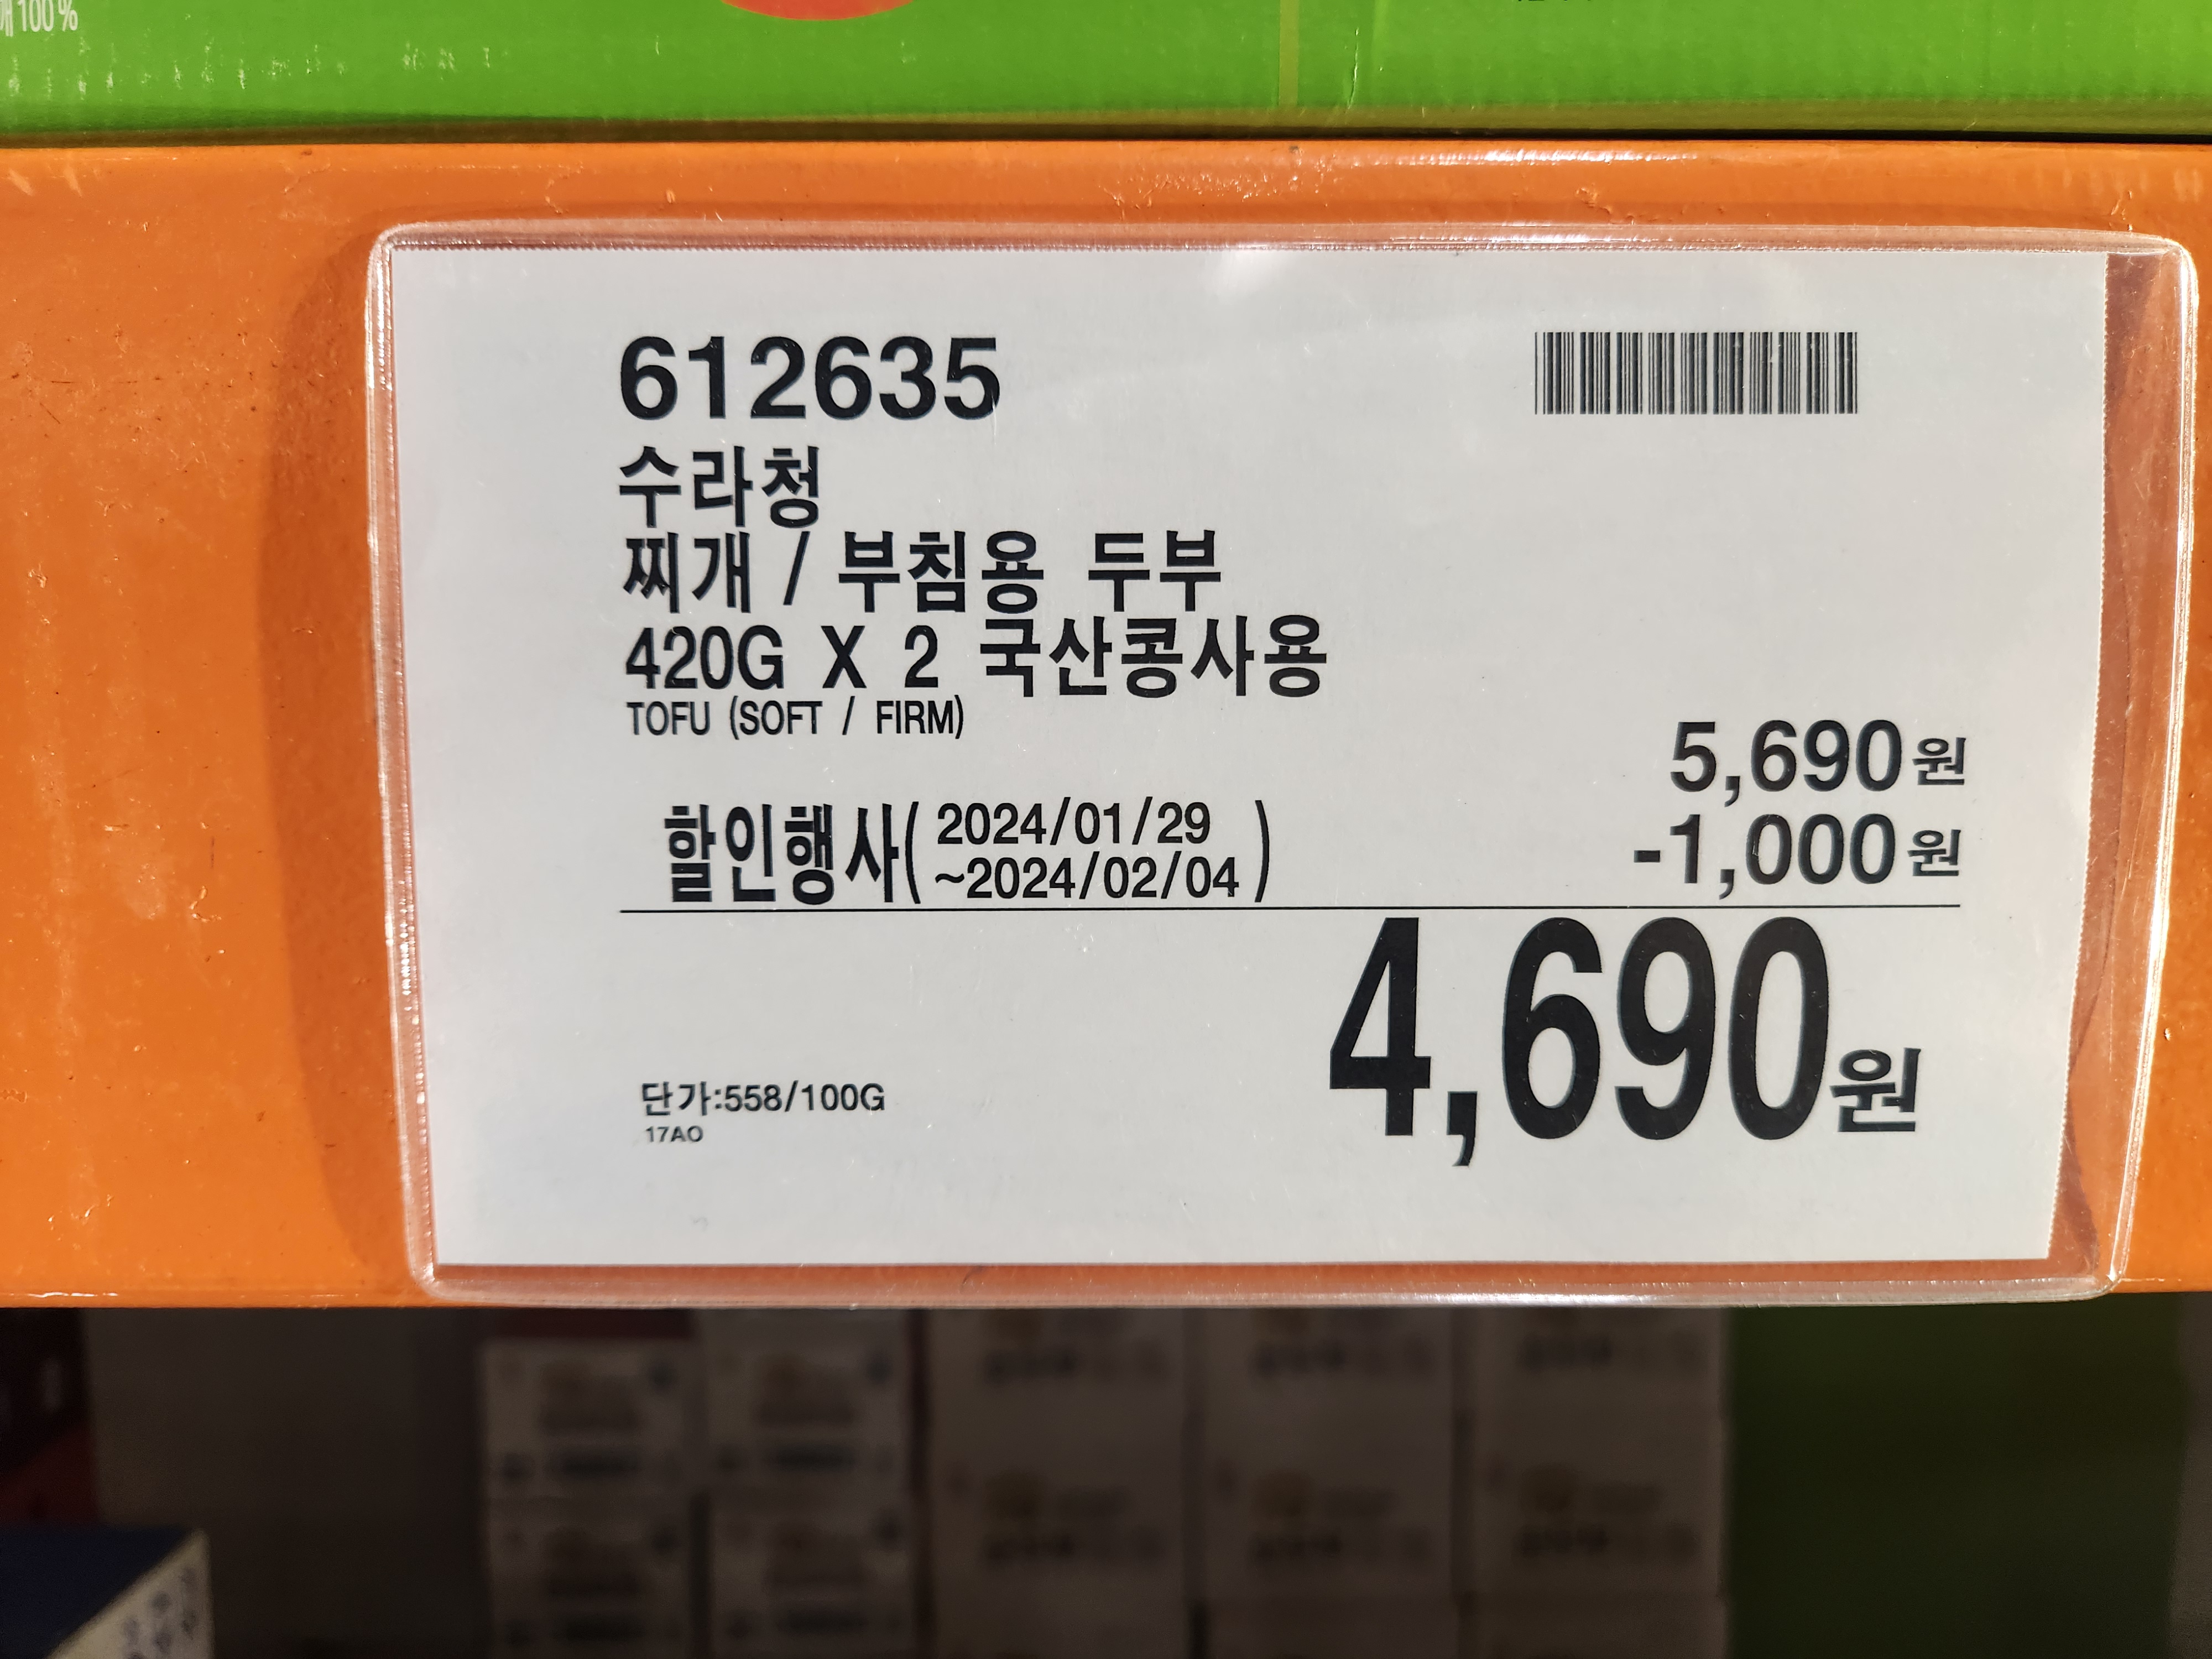 100%
612635
수라청
찌개 / 부침용 두부
420G X 2 국산콩사용
TOFU (SOFT / FIRM)
5,690원
할인행사( 2024/01/29
~2024/02/04 )
-1,000원
4,690원
단가:558/100G
17AO